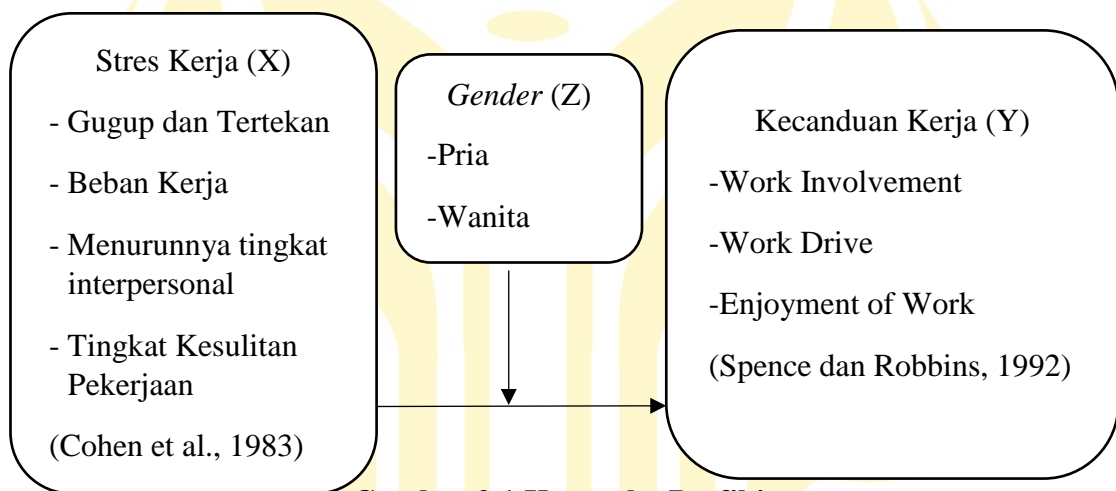 Stres Kerja (X)
- Gugup dan Tertekan
- Beban Kerja
- Menurunnya tingkat
interpersonal
- Tingkat Kesulitan
Pekerjaan
(Cohen et al., 1983)
Gender (Z)
-Pria
-Wanita
Kecanduan Kerja (Y)
-Work Involvement
-Work Drive
-Enjoyment of Work
(Spence dan Robbins, 1992)